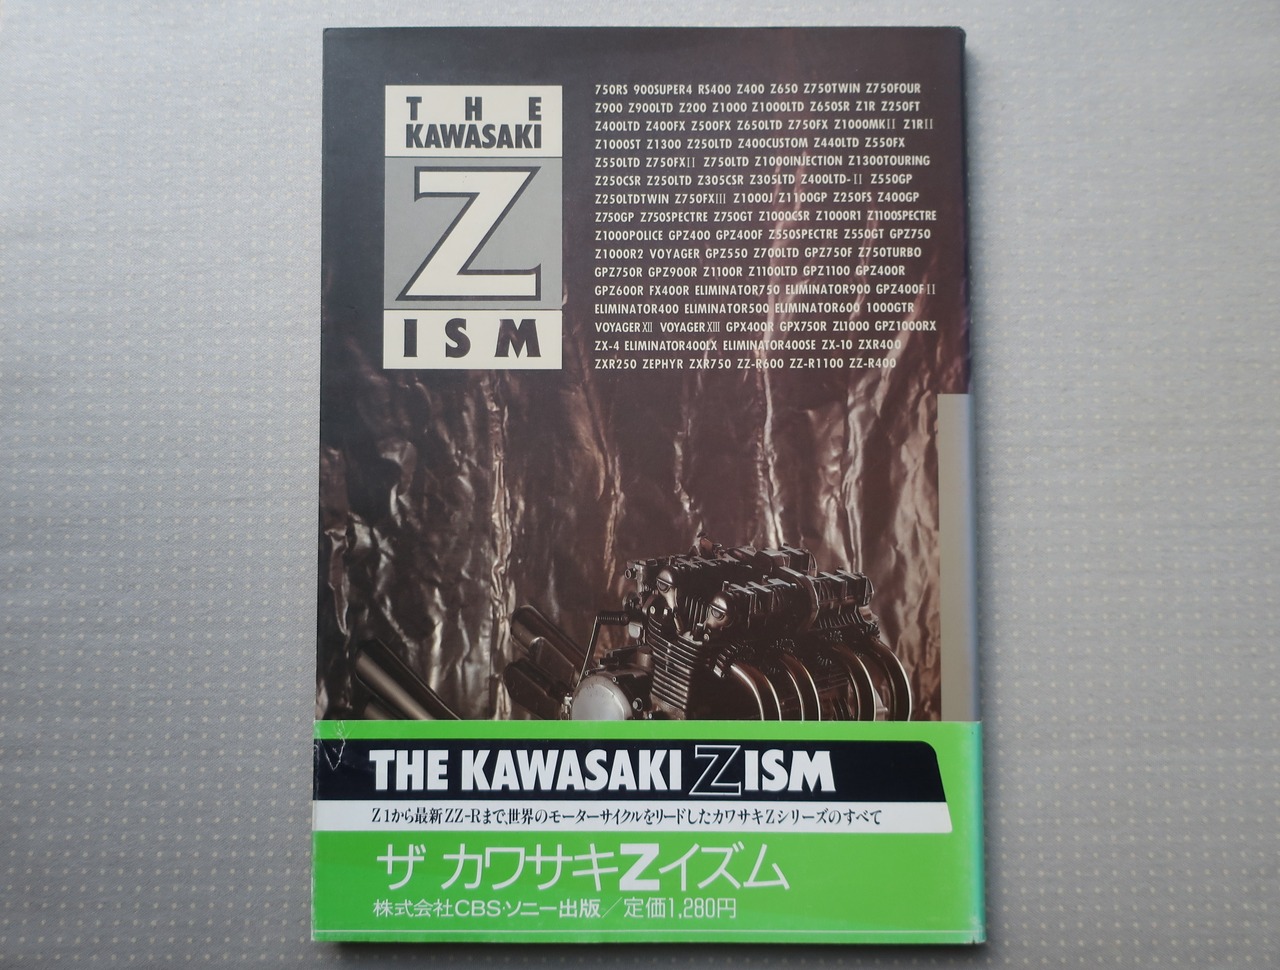 THE
KAWASAKI
Z
ISM
750RS 900SUPER4 RS400 Z400 Z650 Z750TWIN Z750FOUR
Z900 Z900LTD Z200 Z1000 Z1000LTD Z650SR Z1R Z250FT
Z400LTD Z400FX Z500FX Z650LTD Z750FX Z1000MKII Z1RII
Z1000ST Z1300 Z250LTD Z400CUSTOM Z440LTD Z550FX
Z550LTD Z750FXII Z750LTD Z1000INJECTION Z1300TOURING
Z250CSR Z250LTD Z305CSR Z305LTD Z400LTD-II Z550GP
Z250LTDTWIN Z750FXIII Z1000J Z1100GP Z250FS Z400GP
Z750GP Z750SPECTRE Z750GT Z1000CSR Z1000R1 Z1100SPECTRE
Z1000POLICE GPZ400 GPZ400F Z550SPECTRE Z550GT GPZ750
Z1000R2 VOYAGER GPZ550 Z700LTD GPZ750F Z750TURBO
GPZ750R GPZ900R Z1100R Z1100LTD GPZ1100 GPZ400R
GPZ600R FX400R ELIMINATOR750 ELIMINATOR900 GPZ400FII
ELIMINATOR400 ELIMINATOR500 ELIMINATOR600 1000GTR
VOYAGERXII VOYAGERXIII GPX400R GPX750R ZL1000 GPZ1000RX
ZX-4 ELIMINATOR400LX ELIMINATOR400SE ZX-10 ZXR400
ZXR250 ZEPHYR ZXR750 ZZ-R600 ZZ-R1100 ZZ-R400
THE KAWASAKI ZISM
Z1から最新ZZ-Rまで、世界のモーターサイクルをリードしたカワサキZシリーズのすべて
ザ カワサキZイズム
株式会社CBS・ソニー出版／定価1,280円